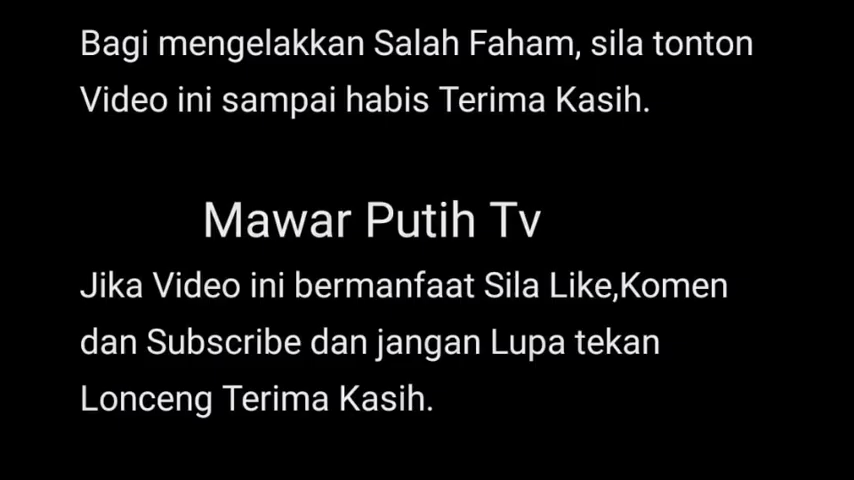 Bagi mengelakkan Salah Faham, sila tonton
Video ini sampai habis Terima Kasih.
Mawar Putih Tv
Jika Video ini bermanfaat Sila Like,Komen
dan Subscribe dan jangan Lupa tekan
Lonceng Terima Kasih.